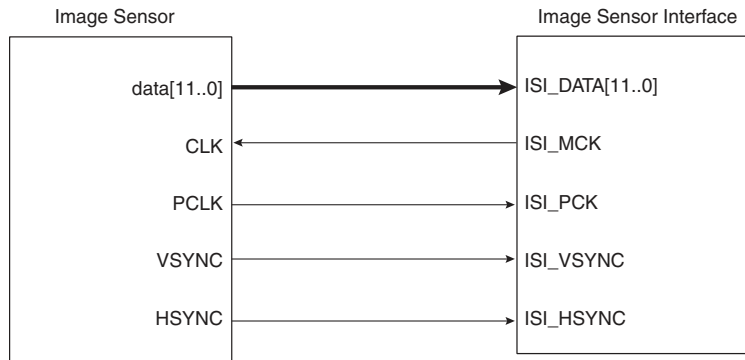 Image Sensor
Image Sensor Interface
data[11..0]
ISI_DATA[11..0]
CLK
ISI_MCK
PCLK
ISI_PCK
VSYNC
ISI_VSYNC
HSYNC
ISI_HSYNC